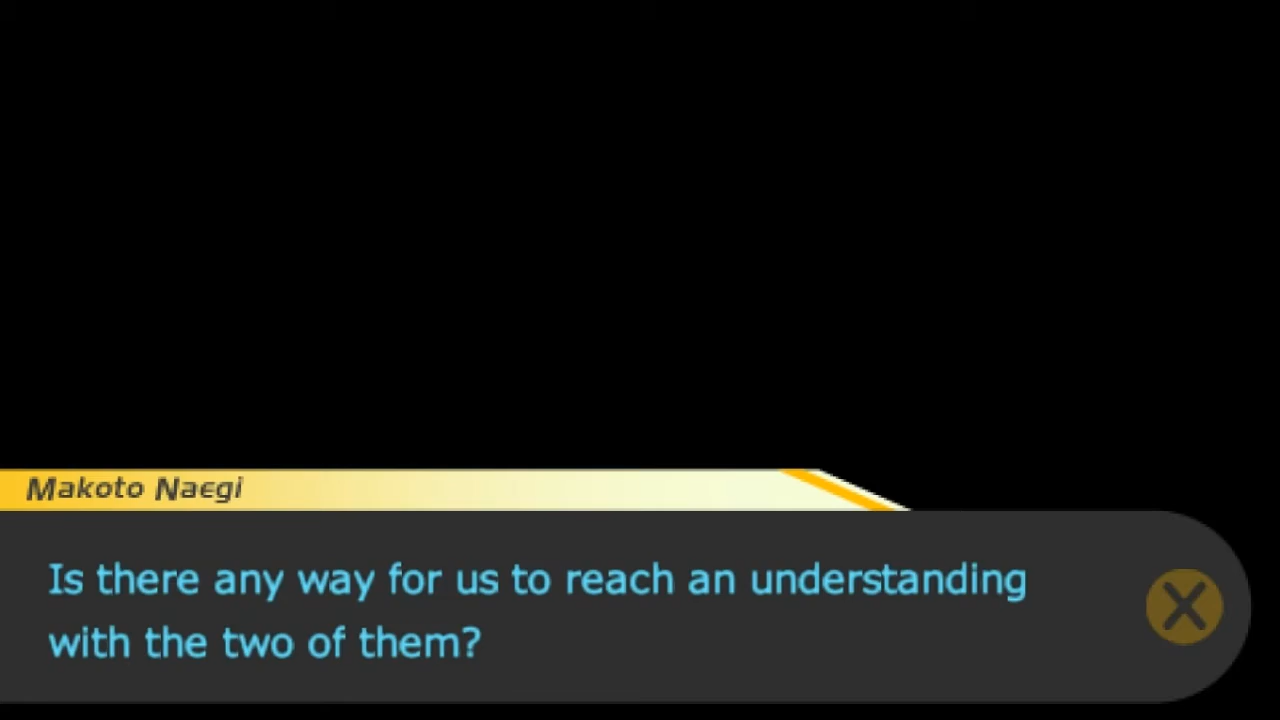 Makoto Naegi
Is there any way for us to reach an understanding
with the two of them?